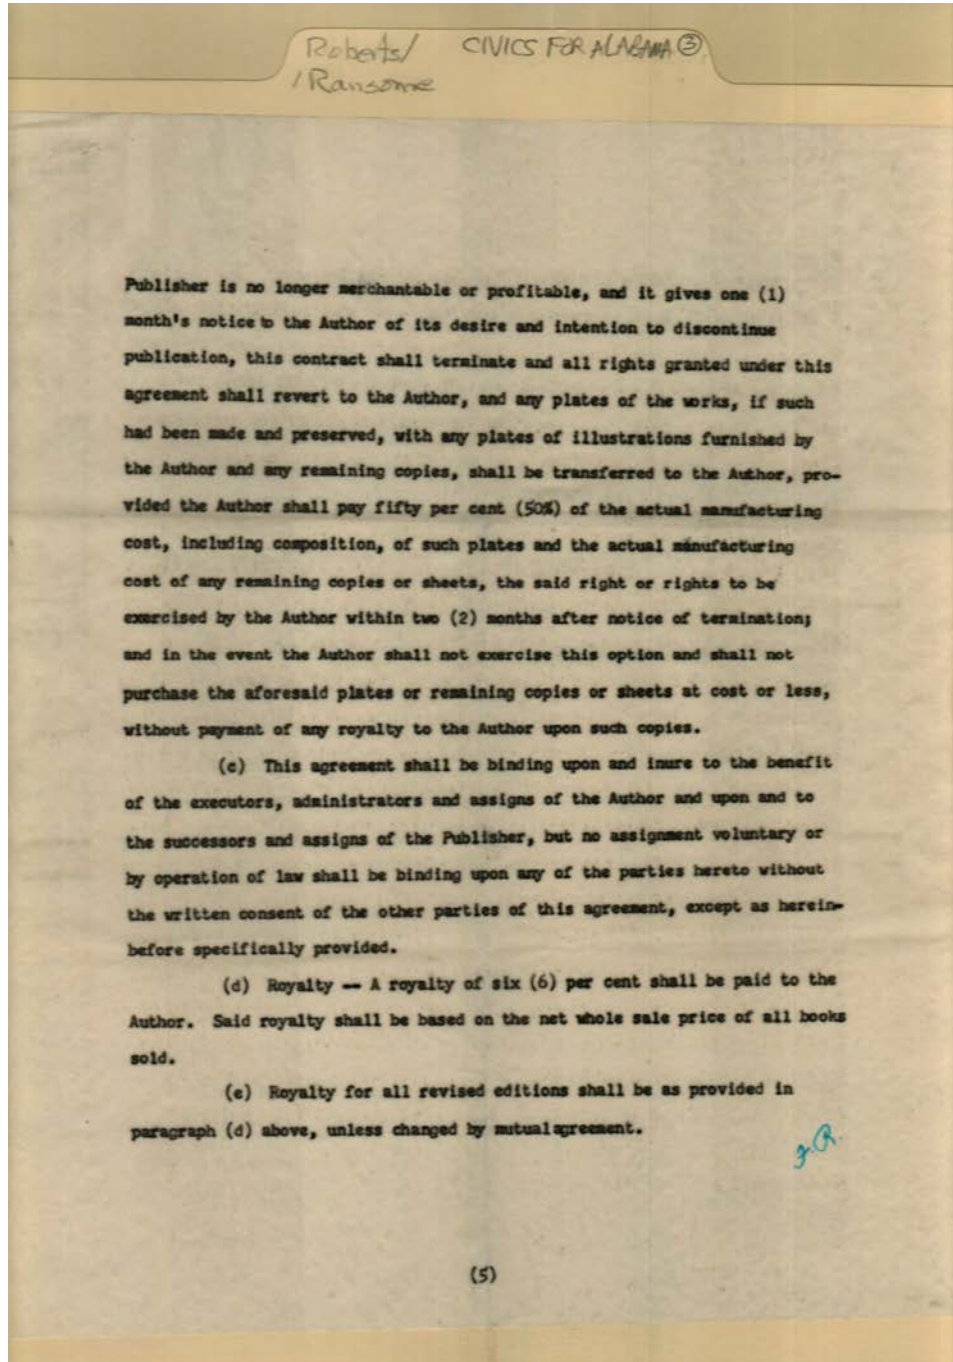 Roberts/ CIVICS FOR ALABAMA ③
/Ransome
Publisher is no longer merchantable or profitable, and it gives one (1)
month's notice to the Author of its desire and intention to discontinue
publication, this contract shall terminate and all rights granted under this
agreement shall revert to the Author, and any plates of the works, if such
had been made and preserved, with any plates of illustrations furnished by
the Author and any remaining copies, shall be transferred to the Author, pro-
vided the Author shall pay fifty per cent (50%) of the actual manufacturing
cost, including composition, of such plates and the actual manufacturing
cost of any remaining copies or sheets, the said right or rights to be
exercised by the Author within two (2) months after notice of termination;
and in the event the Author shall not exercise this option and shall not
purchase the aforesaid plates or remaining copies or sheets at cost or less,
without payment of any royalty to the Author upon such copies.
(c) This agreement shall be binding upon and inure to the benefit
of the executors, administrators and assigns of the Author and upon and to
the successors and assigns of the Publisher, but no assignment voluntary or
by operation of law shall be binding upon any of the parties hereto without
the written consent of the other parties of this agreement, except as herein-
before specifically provided.
(d) Royalty -- A royalty of six (6) per cent shall be paid to the
Author. Said royalty shall be based on the net whole sale price of all books
sold.
(e) Royalty for all revised editions shall be as provided in
paragraph (d) above, unless changed by mutual agreement.
F.R.
(5)